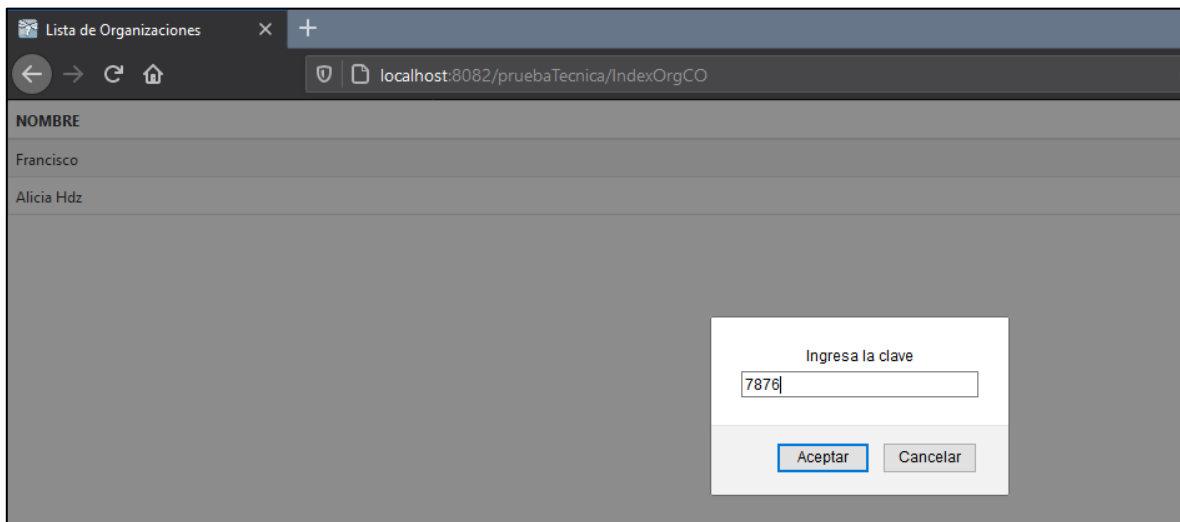 Lista de Organizaciones
localhost:8082/pruebaTecnica/IndexOrgCO
NOMBRE
Francisco
Alicia Hdz
Ingresa la clave
7876
Aceptar Cancelar